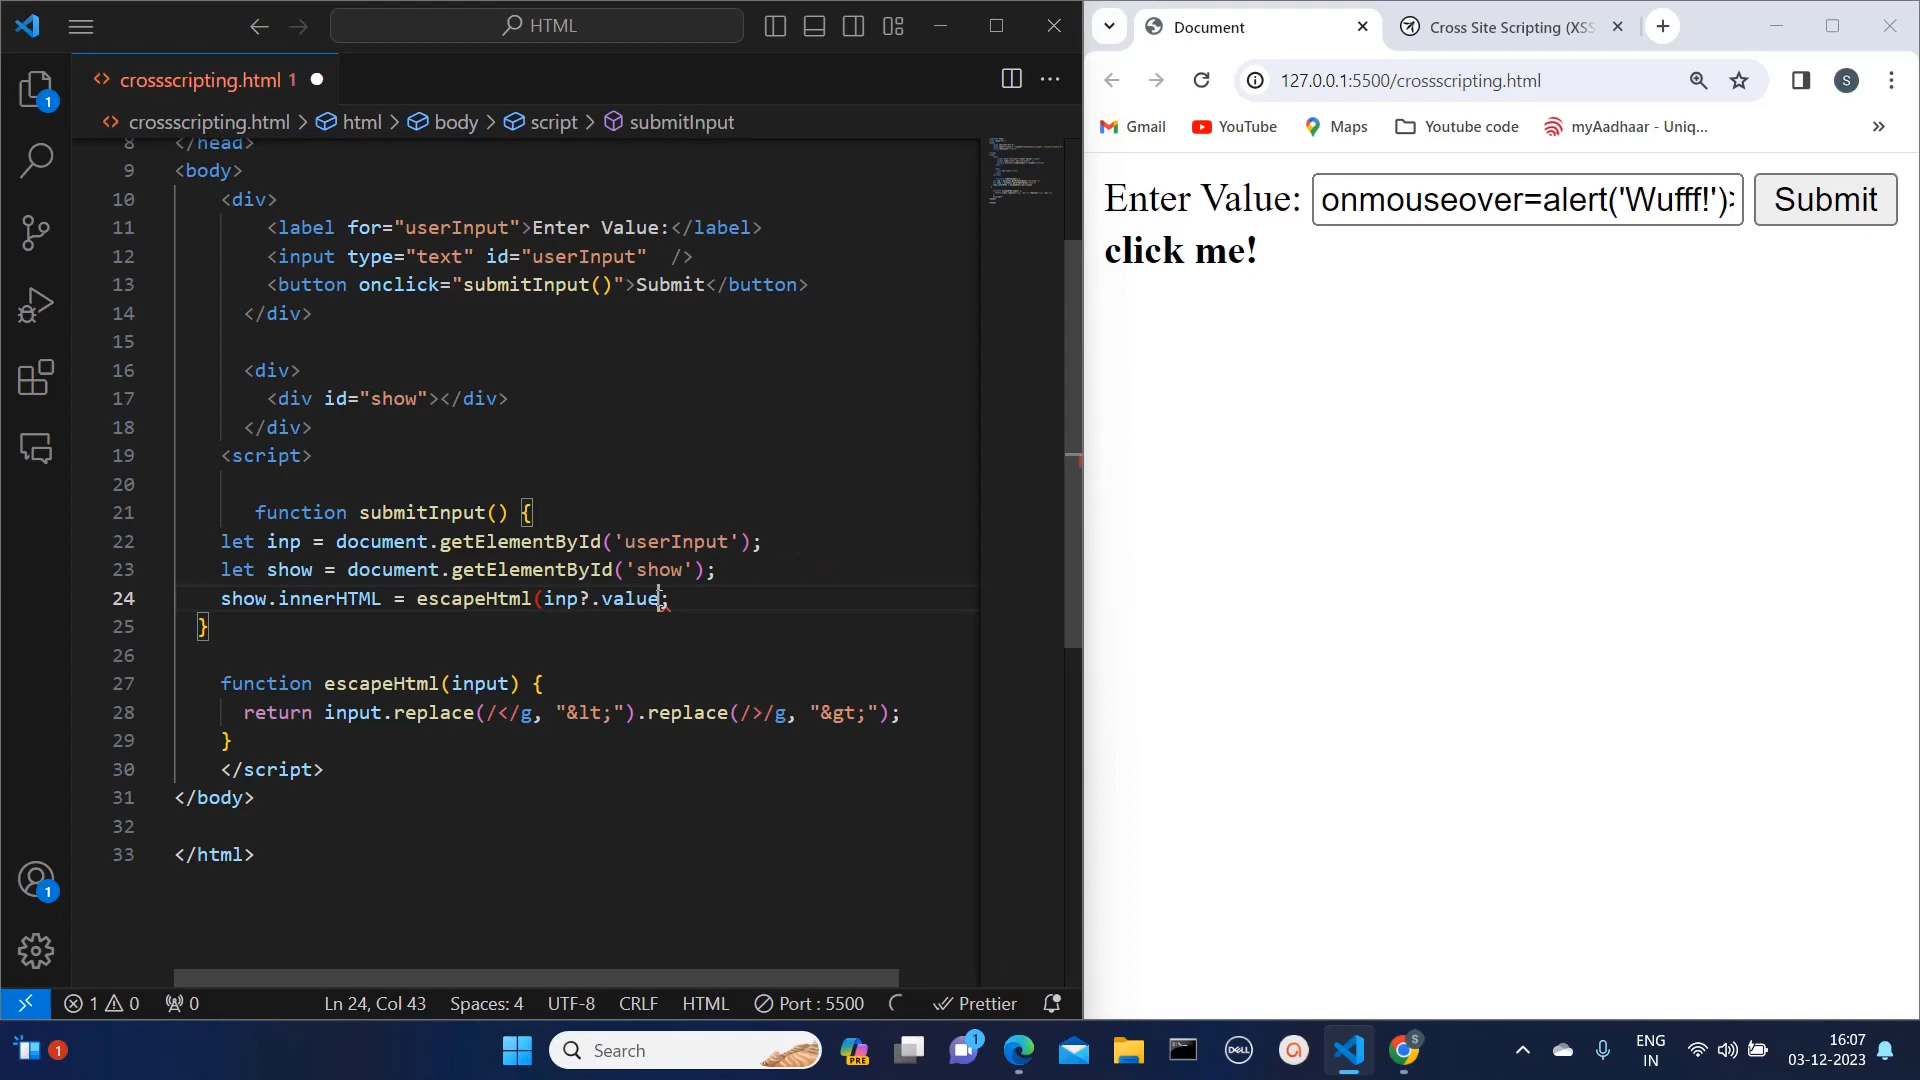 HTML
crossscripting.html 1
crossscripting.html > html > body > script > submitInput
8 </head>
9 <body>
10 <div>
11 <label for="userInput">Enter Value:</label>
12 <input type="text" id="userInput"  />
13 <button onclick="submitInput()">Submit</button>
14 </div>
15
16 <div>
17 <div id="show"></div>
18 </div>
19 <script>
20
21 function submitInput() {
22 let inp = document.getElementById('userInput');
23 let show = document.getElementById('show');
24 show.innerHTML = escapeHtml(inp?.value;
25 }
26
27 function escapeHtml(input) {
28 return input.replace(/</g, "&lt;").replace(/>/g, "&gt;");
29 }
30 </script>
31 </body>
32
33 </html>
1
1
1 0 0 Ln 24, Col 43 Spaces: 4 UTF-8 CRLF HTML Port : 5500 Prettier
Document
Cross Site Scripting (XSS
127.0.0.1:5500/crossscripting.html
S
Gmail YouTube Maps Youtube code myAadhaar - Uniq... »
Enter Value: onmouseover=alert('Wufff!')> Submit
click me!
1 Search PRE 1 DELL a S
ENG
IN
16:07
03-12-2023